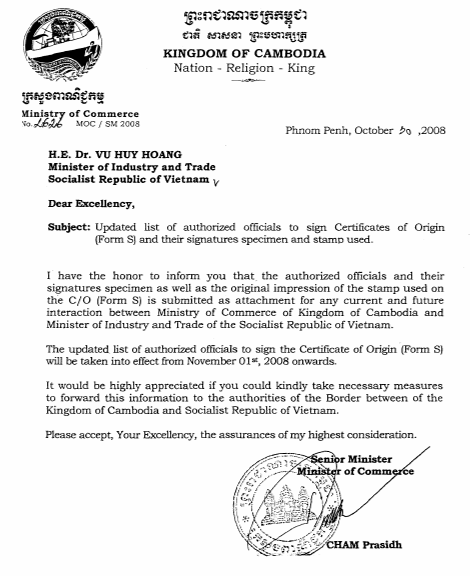 ព្រះរាជាណាចក្រកម្ពុជា
ជាតិ សាសនា ព្រះមហាក្សត្រ
KINGDOM OF CAMBODIA
Nation - Religion - King
ក្រសួងពាណិជ្ជកម្ម
Ministry of Commerce
No. 2626 MOC / SM 2008
Phnom Penh, October 30 ,2008
H.E. Dr. VU HUY HOANG
Minister of Industry and Trade
Socialist Republic of Vietnam
Dear Excellency,
Subject: Updated list of authorized officials to sign Certificates of Origin
(Form S) and their signatures specimen and stamp used.
I have the honor to inform you that the authorized officials and their
signatures specimen as well as the original impression of the stamp used on
the C/O (Form S) is submitted as attachment for any current and future
interaction between Ministry of Commerce of Kingdom of Cambodia and
Minister of Industry and Trade of the Socialist Republic of Vietnam.
The updated list of authorized officials to sign the Certificate of Origin (Form S)
will be taken into effect from November 01st, 2008 onwards.
It would be highly appreciated if you could kindly take necessary measures
to forward this information to the authorities of the Border between of the
Kingdom of Cambodia and Socialist Republic of Vietnam.
Please accept, Your Excellency, the assurances of my highest consideration.
Senior Minister
Minister of Commerce
CHAM Prasidh